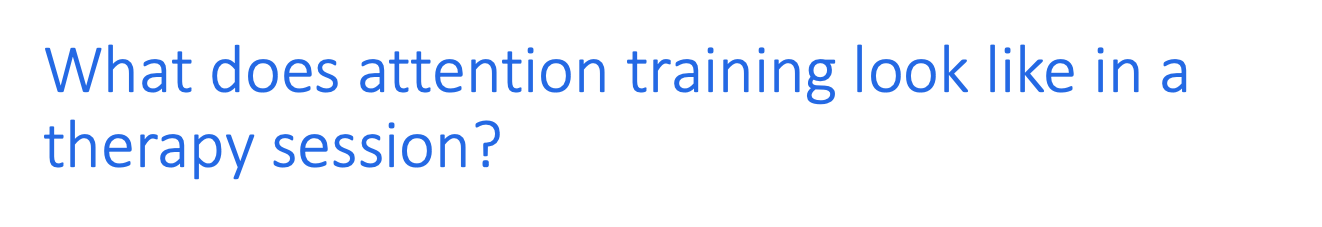 What does attention training look like in a
therapy session?